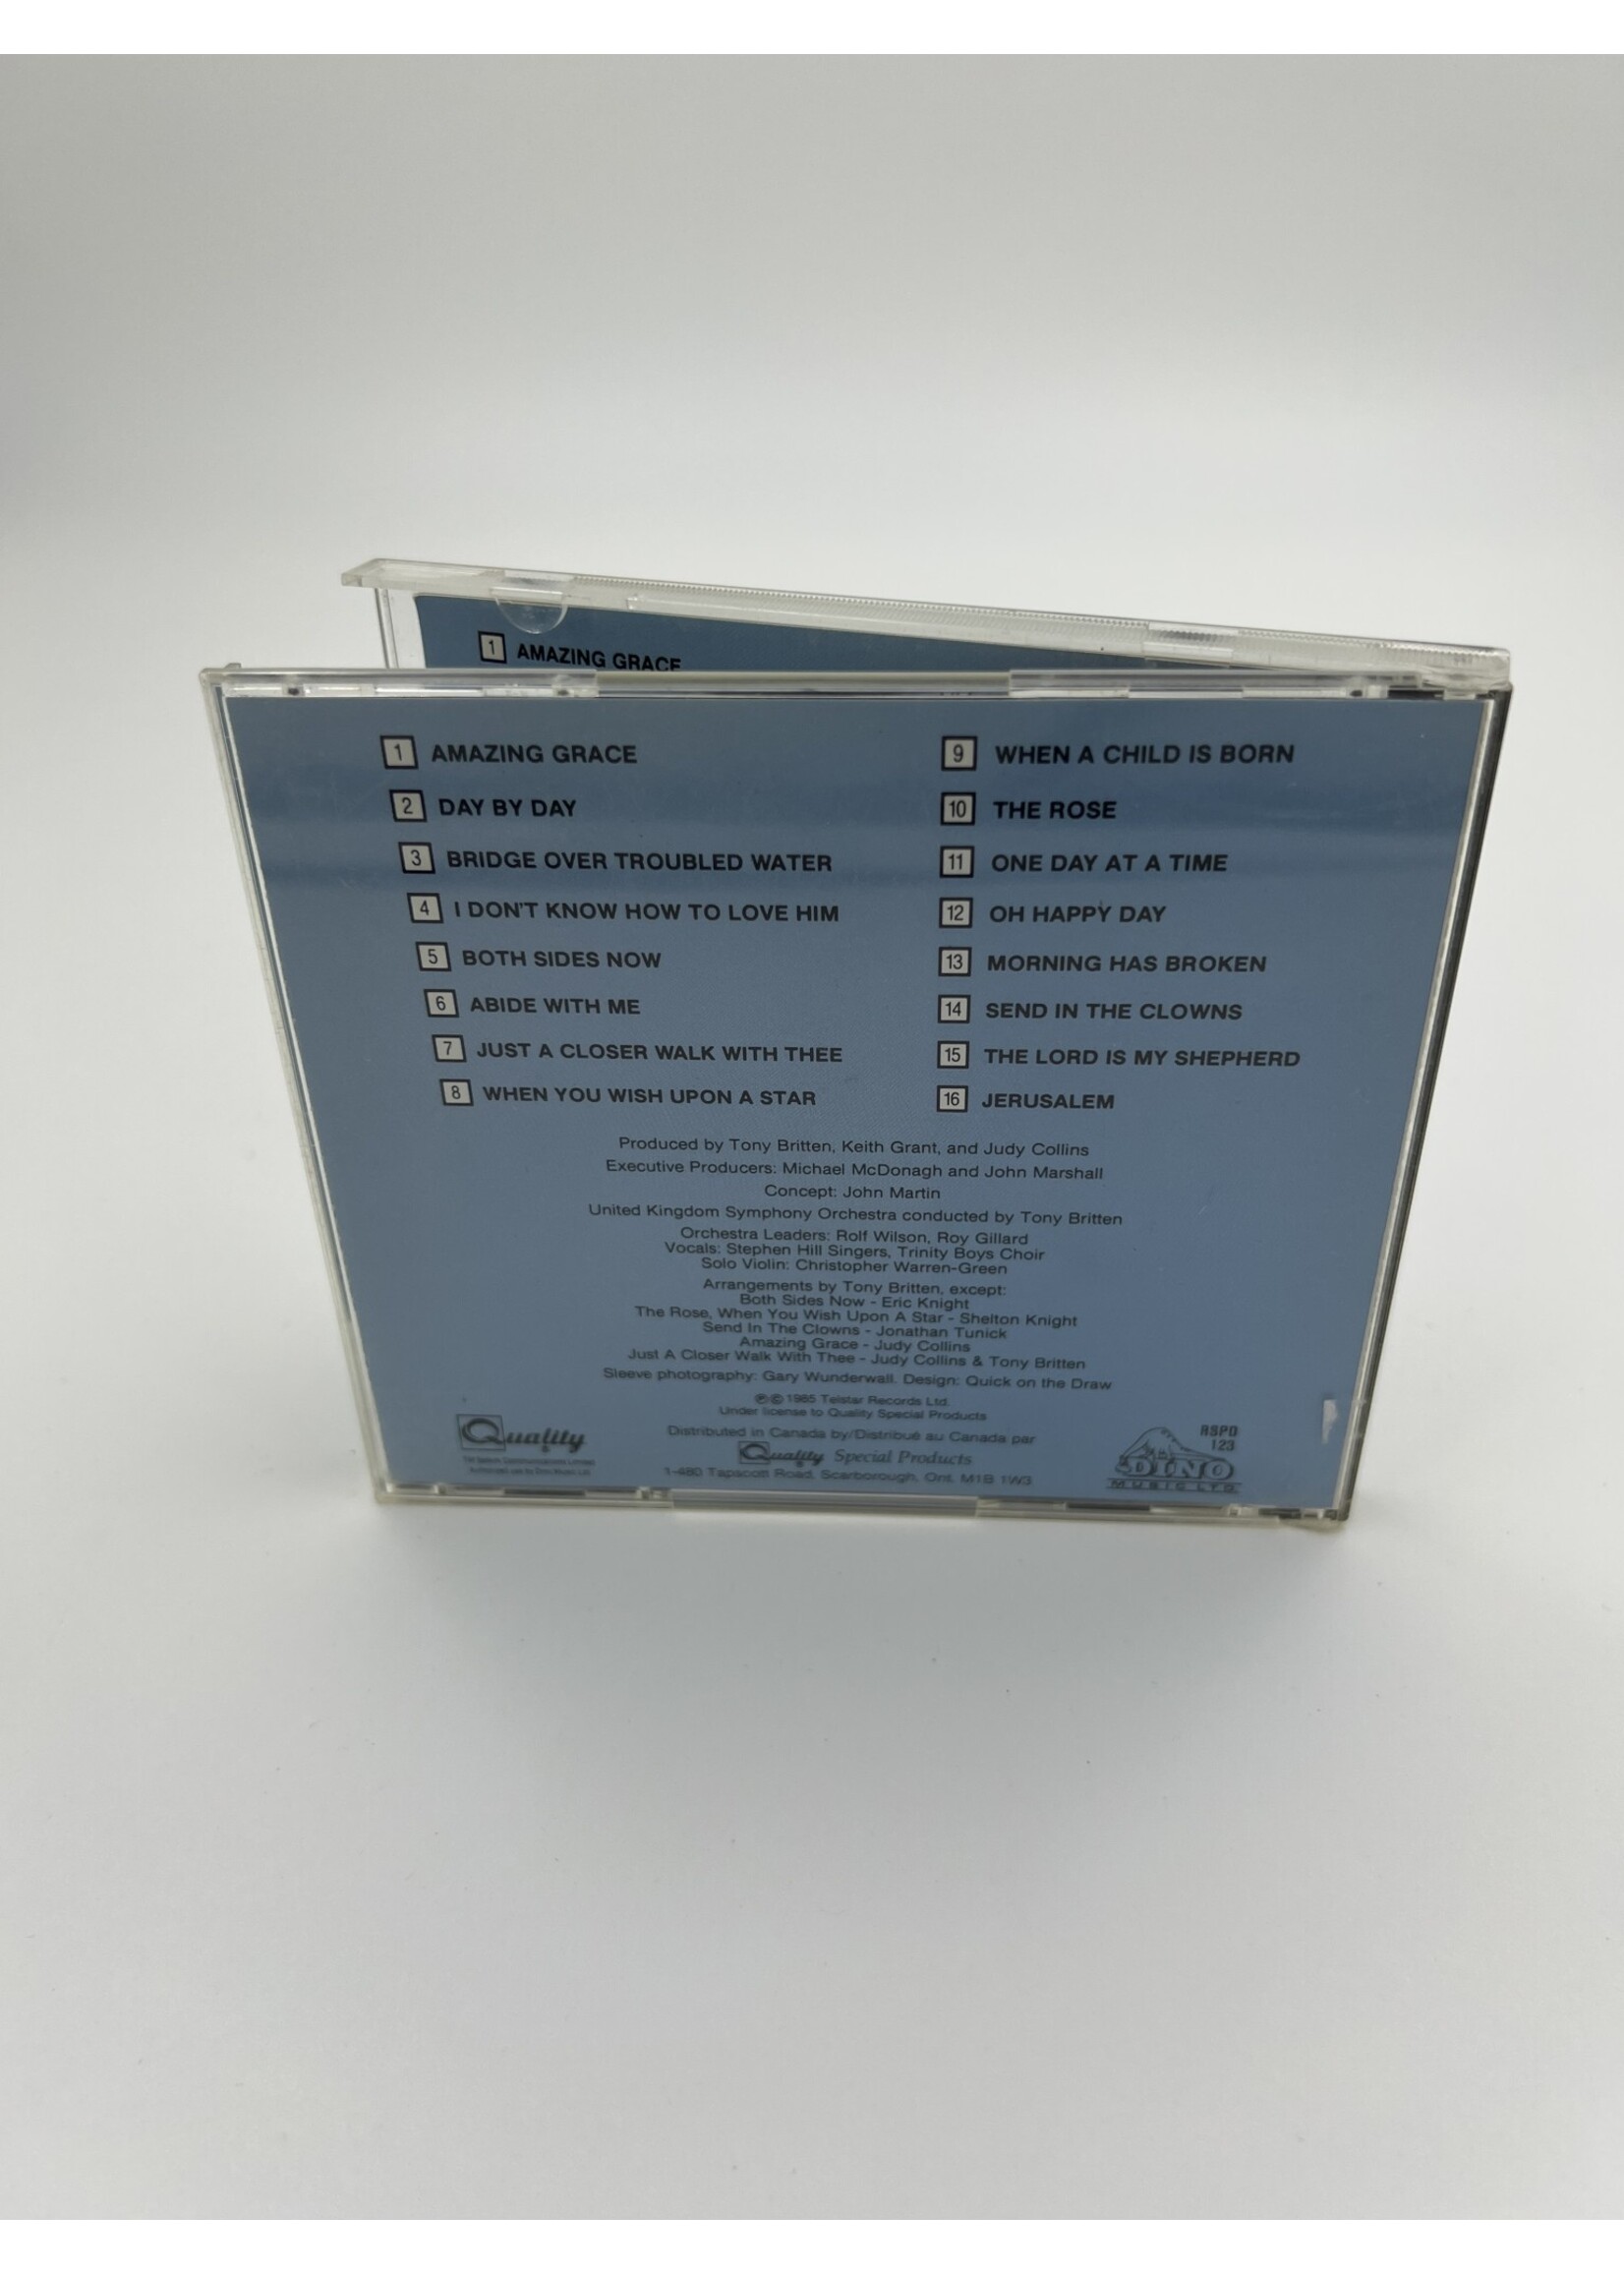 1 AMAZING GRACE
1 AMAZING GRACE
2 DAY BY DAY
3 BRIDGE OVER TROUBLED WATER
4 I DON'T KNOW HOW TO LOVE HIM
5 BOTH SIDES NOW
6 ABIDE WITH ME
7 JUST A CLOSER WALK WITH THEE
8 WHEN YOU WISH UPON A STAR
9 WHEN A CHILD IS BORN
10 THE ROSE
11 ONE DAY AT A TIME
12 OH HAPPY DAY
13 MORNING HAS BROKEN
14 SEND IN THE CLOWNS
15 THE LORD IS MY SHEPHERD
16 JERUSALEM
Produced by Tony Britten, Keith Grant, and Judy Collins
Executive Producers: Michael McDonagh and John Marshall
Concept: John Martin
United Kingdom Symphony Orchestra conducted by Tony Britten
Orchestra Leaders: Rolf Wilson, Roy Gillard
Vocals: Stephen Hill Singers, Trinity Boys Choir
Solo Violin: Christopher Warren-Green
Arrangements by Tony Britten, except:
Both Sides Now - Eric Knight
The Rose, When You Wish Upon A Star - Shelton Knight
Send In The Clowns - Jonathan Tunick
Amazing Grace - Judy Collins
Just A Closer Walk With Thee - Judy Collins & Tony Britten
Sleeve photography: Gary Wunderwall. Design: Quick on the Draw
℗© 1985 Telstar Records Ltd.
Under license to Quality Special Products
Quality
Distributed in Canada by/Distribué au Canada par
Quality Special Products
1-480 Tapscott Road, Scarborough, Ont. M1B 1W3
RSPD
123
DINO
MUSIC LTD.